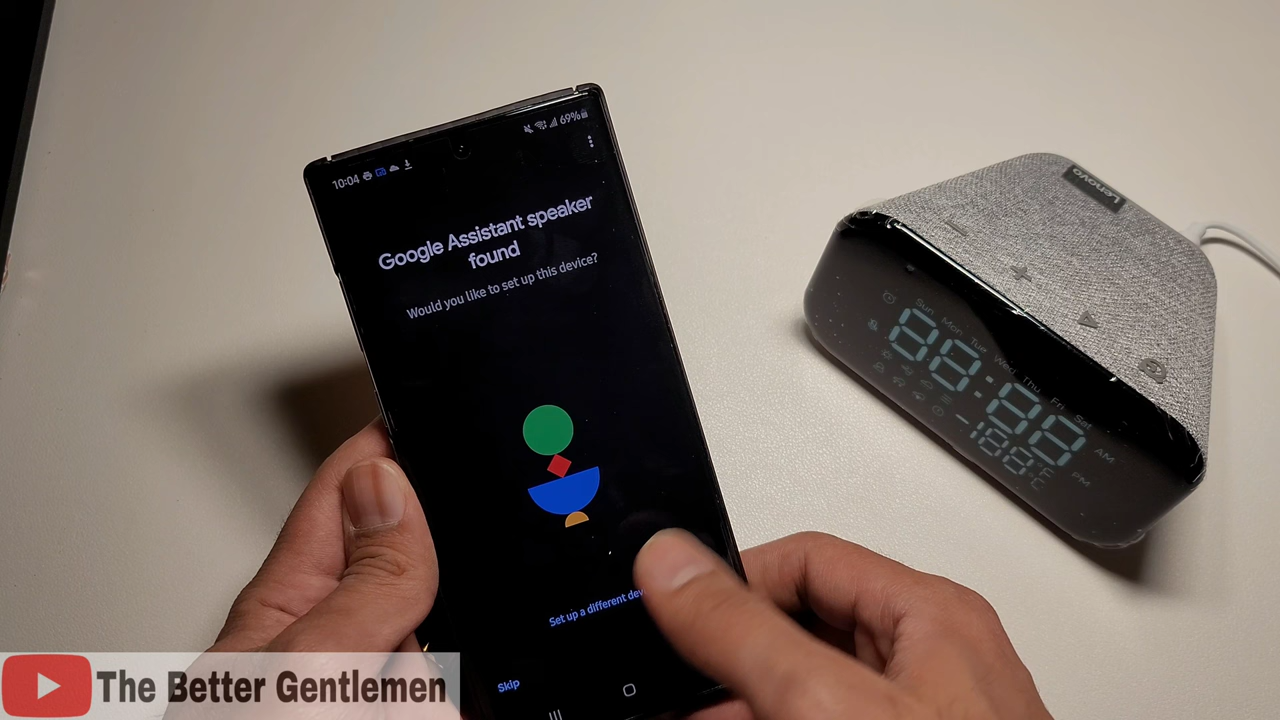 10:04
69%
Google Assistant speaker
found
Would you like to set up this device?
Set up a different
Skip
Lenovo
Sun Mon Tue Wed Thu Fri Sat
88:88
AM
PM
-188°F
°C
The Better Gentlemen